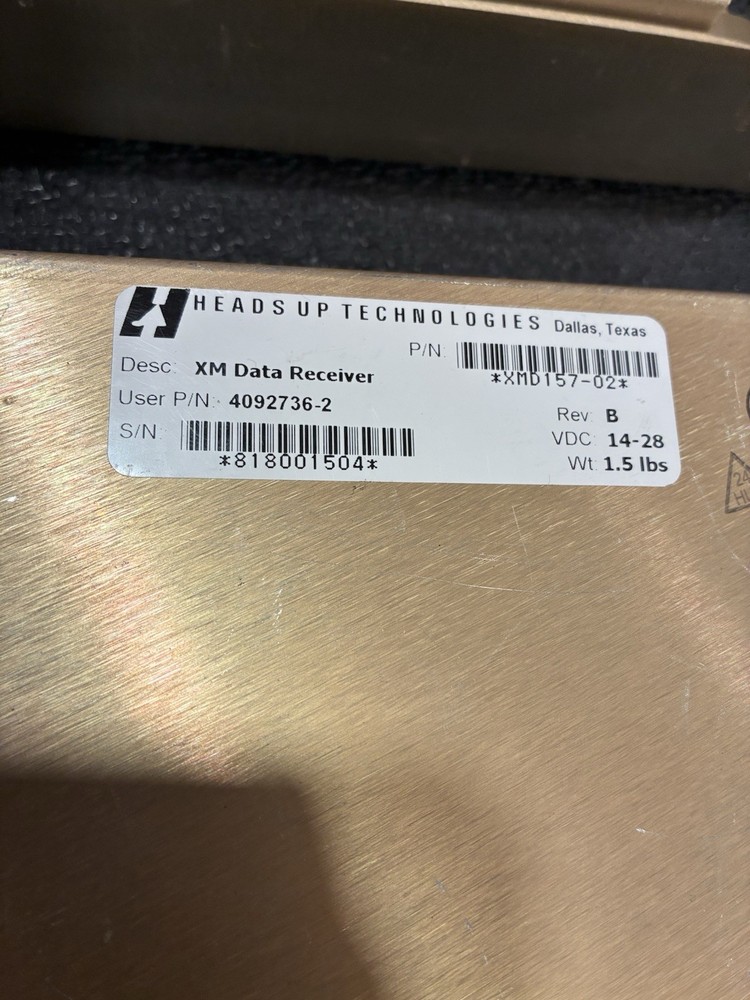 HEADS UP TECHNOLOGIES Dallas, Texas
P/N:
*XMD157-02*
Desc: XM Data Receiver
User P/N: 4092736-2
Rev: B
S/N:
*818001504*
VDC: 14-28
Wt: 1.5 lbs
24